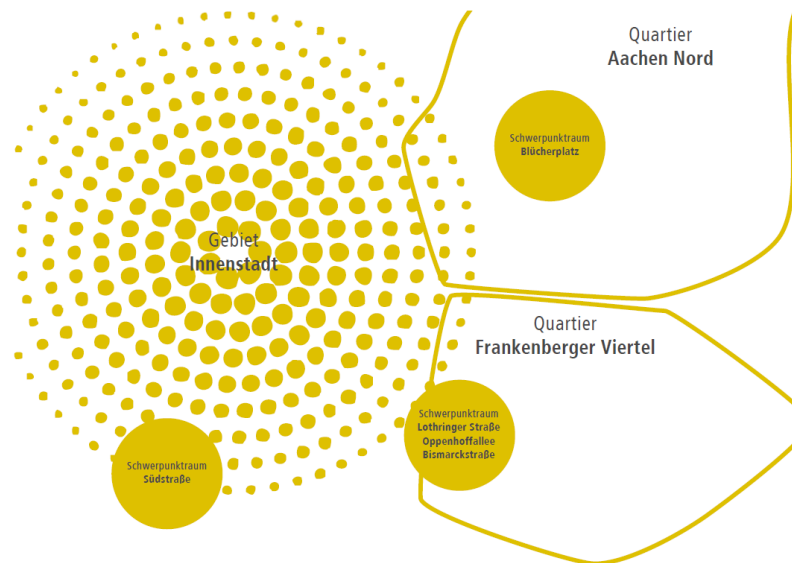 Quartier
Aachen Nord
Schwerpunktraum
Blücherplatz
Gebiet
Innenstadt
Quartier
Frankenberger Viertel
Schwerpunktraum
Lothringer Straße
Oppenhoffallee
Bismarckstraße
Schwerpunktraum
Südstraße